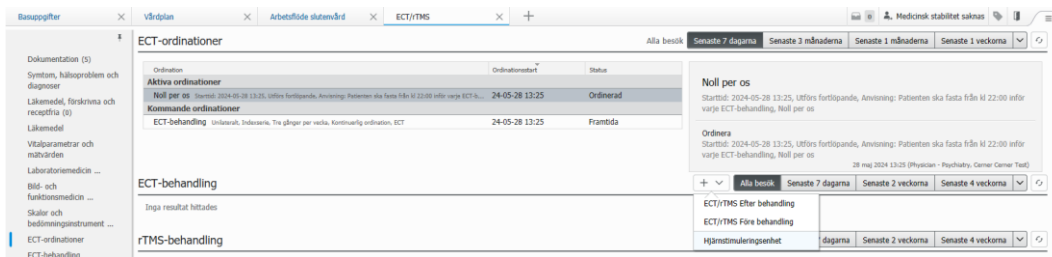 Basuppgifter × Vårdplan × Arbetsflöde slutenvård × ECT/rTMS × + 0 Medicinsk stabilitet saknas
Dokumentation (5)
Symtom, hälsoproblem och
diagnoser
Läkemedel, förskrivna och
receptfria (0)
Läkemedel
Vitalparametrar och
mätvärden
Laboratoriemedicin ...
Bild- och
funktionsmedicin ...
Skalor och
bedömningsinstrument ...
ECT-ordinationer
ECT-behandling
ECT-ordinationer
Alla besök Senaste 7 dagarna Senaste 3 månaderna Senaste 1 månaderna Senaste 1 veckorna
Ordination Ordinationsstart Status
Aktiva ordinationer
Noll per os Starttid: 2024-05-28 13:25, Utförs fortlöpande, Anvisning: Patienten ska fasta från kl 22:00 inför varje ECT-b... 24-05-28 13:25 Ordinerad
Kommande ordinationer
ECT-behandling Unilateralt, Indexserie, Tre gånger per vecka, Kontinuerlig ordination, ECT 24-05-28 13:25 Framtida
Noll per os
Starttid: 2024-05-28 13:25, Utförs fortlöpande, Anvisning: Patienten ska fasta från kl 22:00 inför
varje ECT-behandling, Noll per os
Ordinera
Starttid: 2024-05-28 13:25, Utförs fortlöpande, Anvisning: Patienten ska fasta från kl 22:00 inför
varje ECT-behandling, Noll per os
28 maj 2024 13:25 (Physician - Psychiatry, Cerner Cerner Test)
ECT-behandling
+ Alla besök Senaste 7 dagarna Senaste 2 veckorna Senaste 4 veckorna
Inga resultat hittades
ECT/rTMS Efter behandling
ECT/rTMS Före behandling
Hjärnstimuleringsenhet
rTMS-behandling
dagarna Senaste 2 veckorna Senaste 4 veckorna